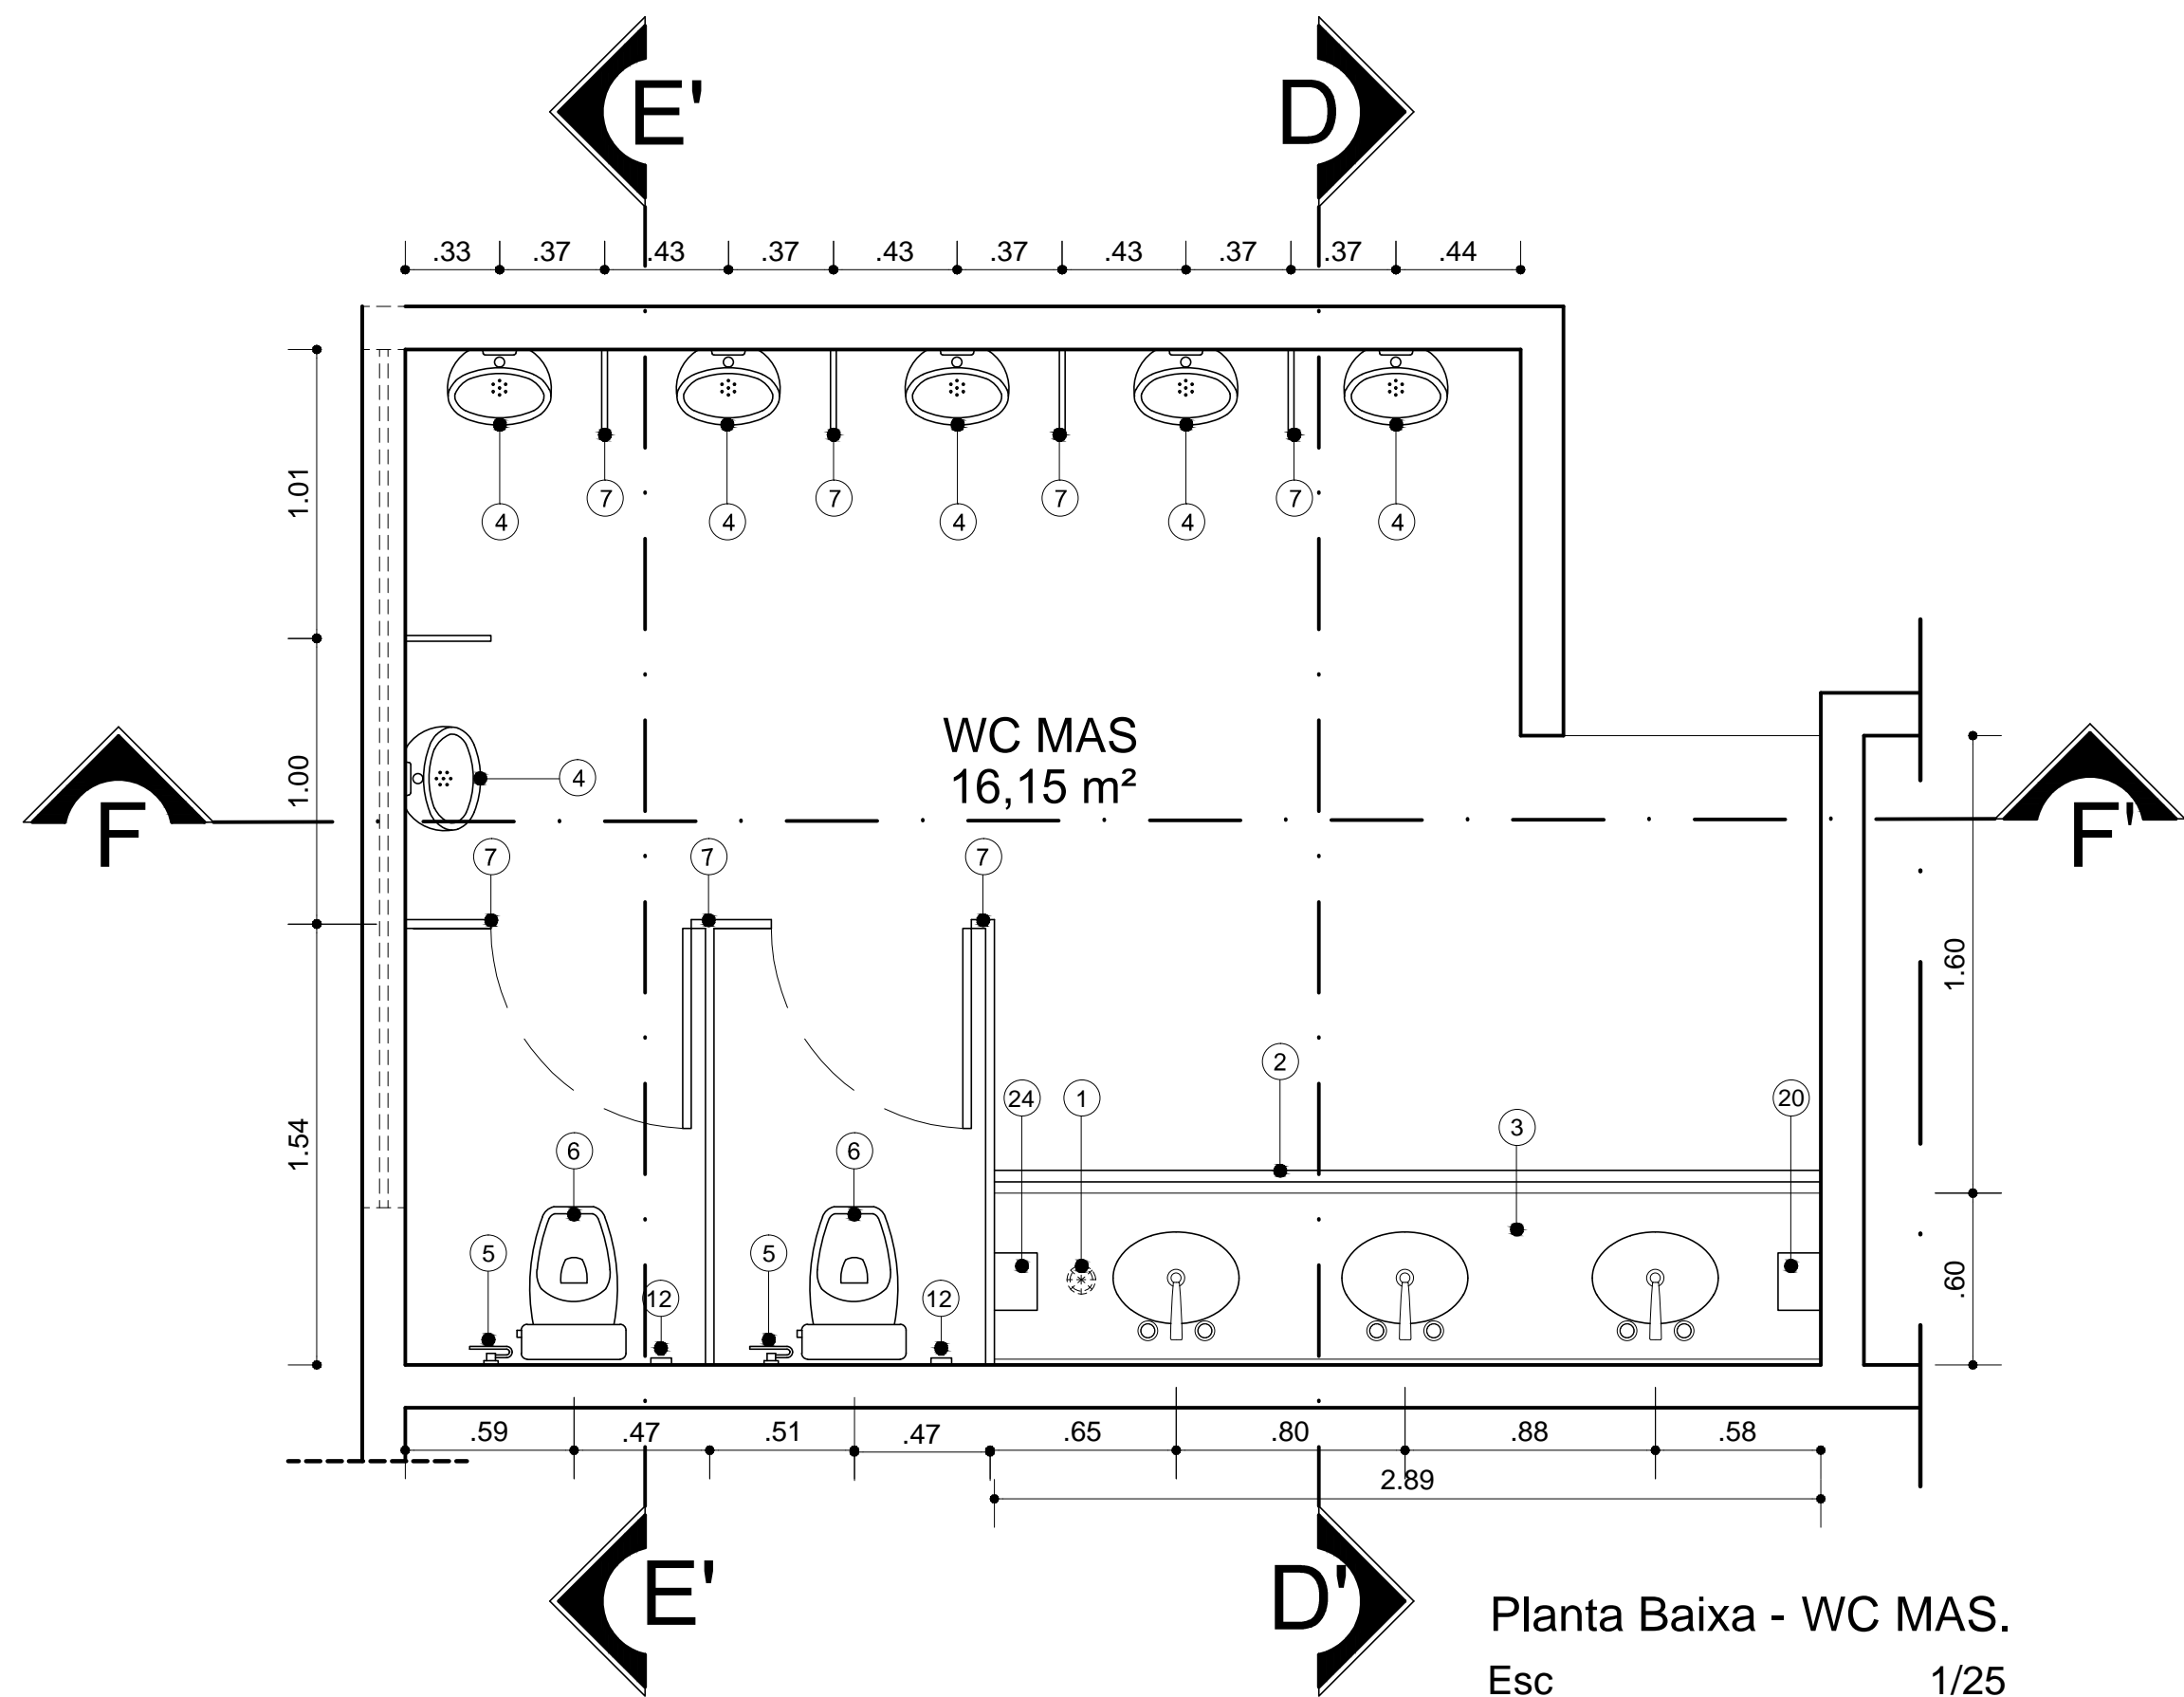 E' D
.33 .37 .43 .37 .43 .37 .43 .37 .37 .44
1.01
7 7 7 7
4 4 4 4 4
WC MAS
16,15 m²
1.00
4
F F'
7 7 7
1.60
2
24 1 20
3
1.54
6 6
5 5
.60
12 12
.59 .47 .51 .47 .65 .80 .88 .58
2.89
E' D'
Planta Baixa - WC MAS.
Esc 1/25